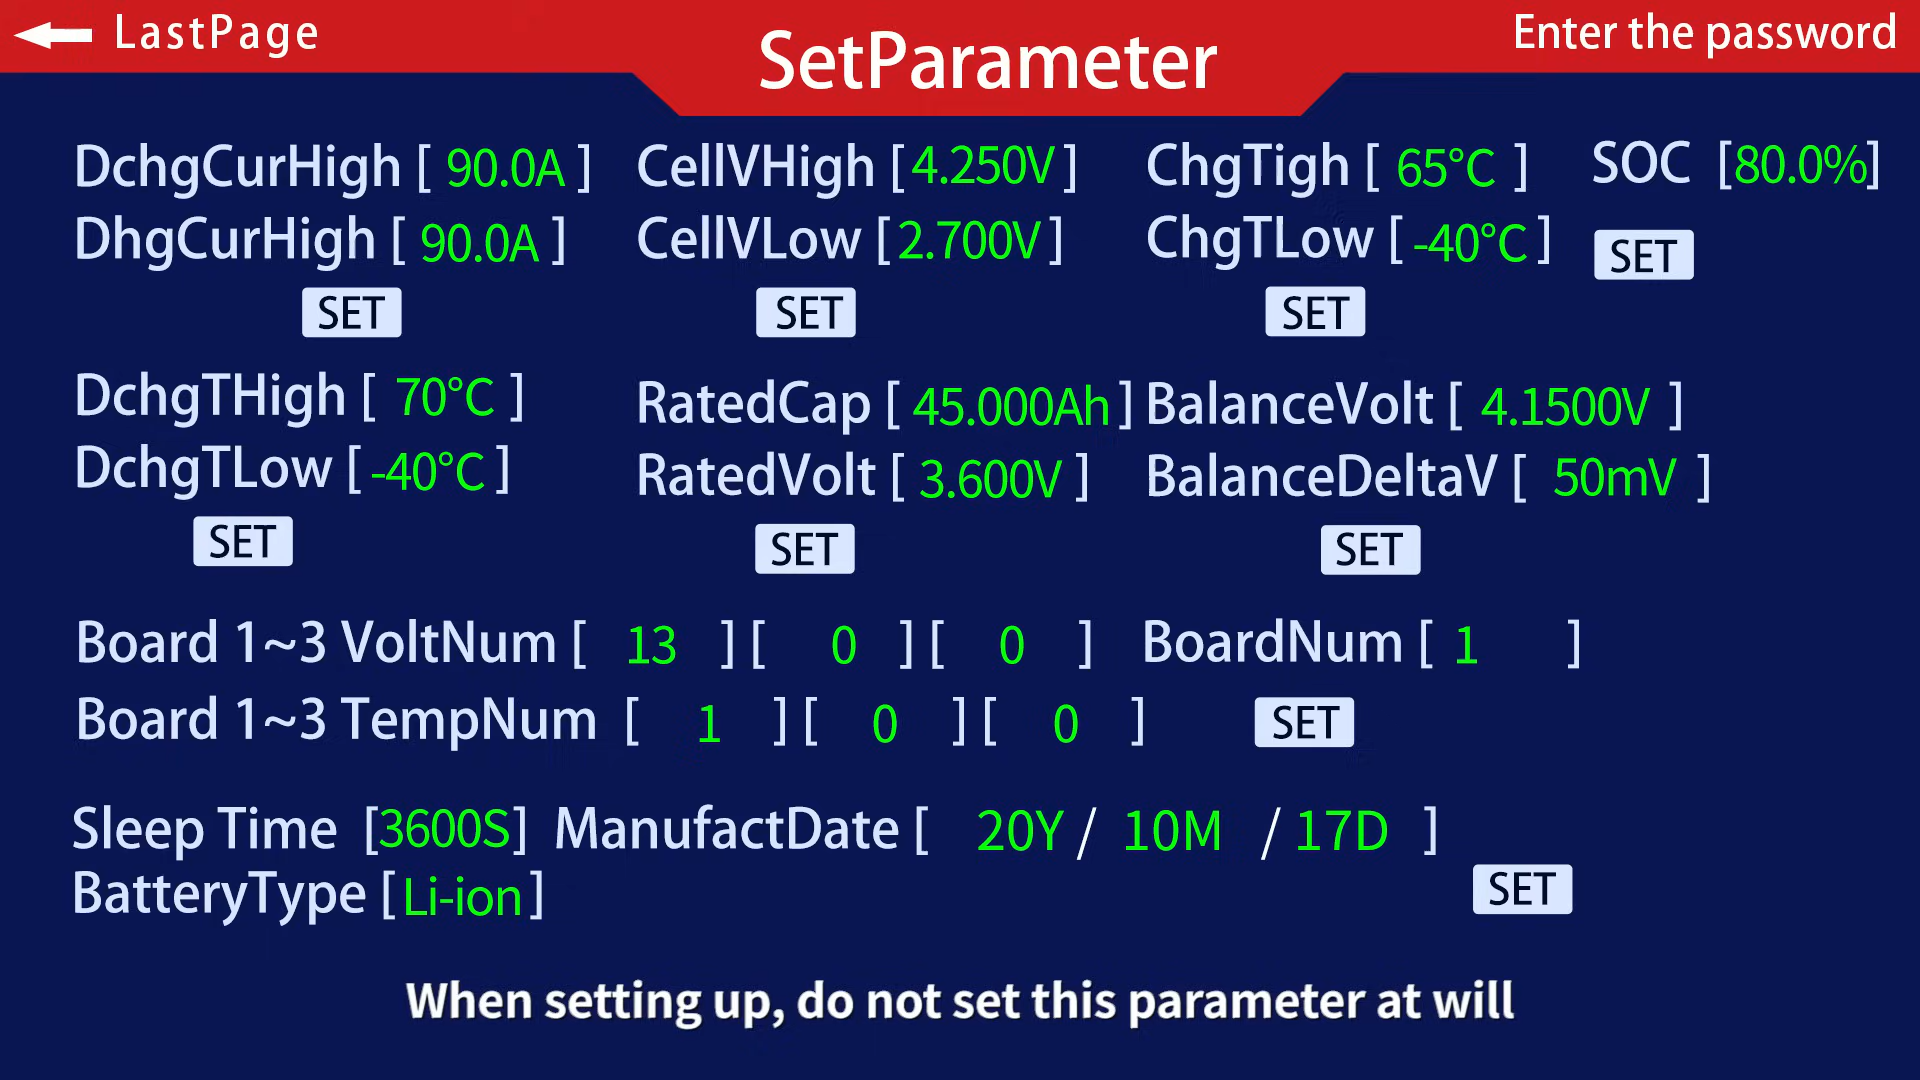 LastPage
SetParameter
Enter the password
DchgCurHigh [ 90.0A ] CellVHigh [4.250V] ChgTigh [ 65°C ] SOC [80.0%]
DhgCurHigh [ 90.0A ] CellVLow [2.700V] ChgTLow [ -40°C ] SET
SET SET SET
DchgTHigh [ 70°C ] RatedCap [ 45.000Ah ] BalanceVolt [ 4.1500V ]
DchgTLow [ -40°C ] RatedVolt [ 3.600V ] BalanceDeltaV [ 50mV ]
SET SET SET
Board 1~3 VoltNum [ 13 ] [ 0 ] [ 0 ] BoardNum [ 1 ]
Board 1~3 TempNum [ 1 ] [ 0 ] [ 0 ] SET
Sleep Time [3600S] ManufactDate [ 20Y / 10M / 17D ]
BatteryType [Li-ion] SET
When setting up, do not set this parameter at will